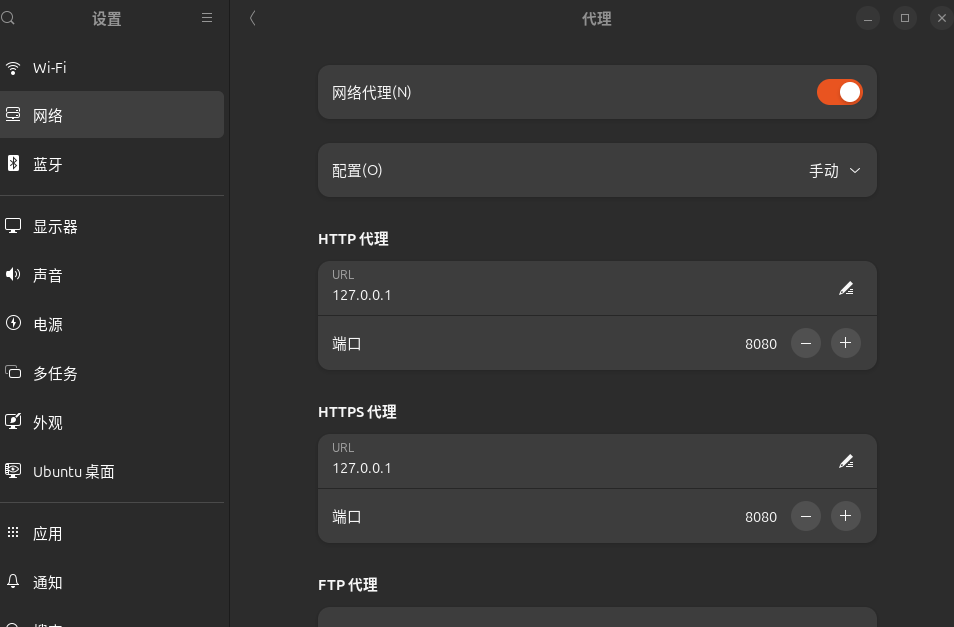 设置
代理
Wi-Fi
网络
蓝牙
显示器
声音
电源
多任务
外观
Ubuntu 桌面
应用
通知
网络代理(N)
配置(O)
手动
HTTP 代理
URL
127.0.0.1
端口
8080
HTTPS 代理
URL
127.0.0.1
端口
8080
FTP 代理